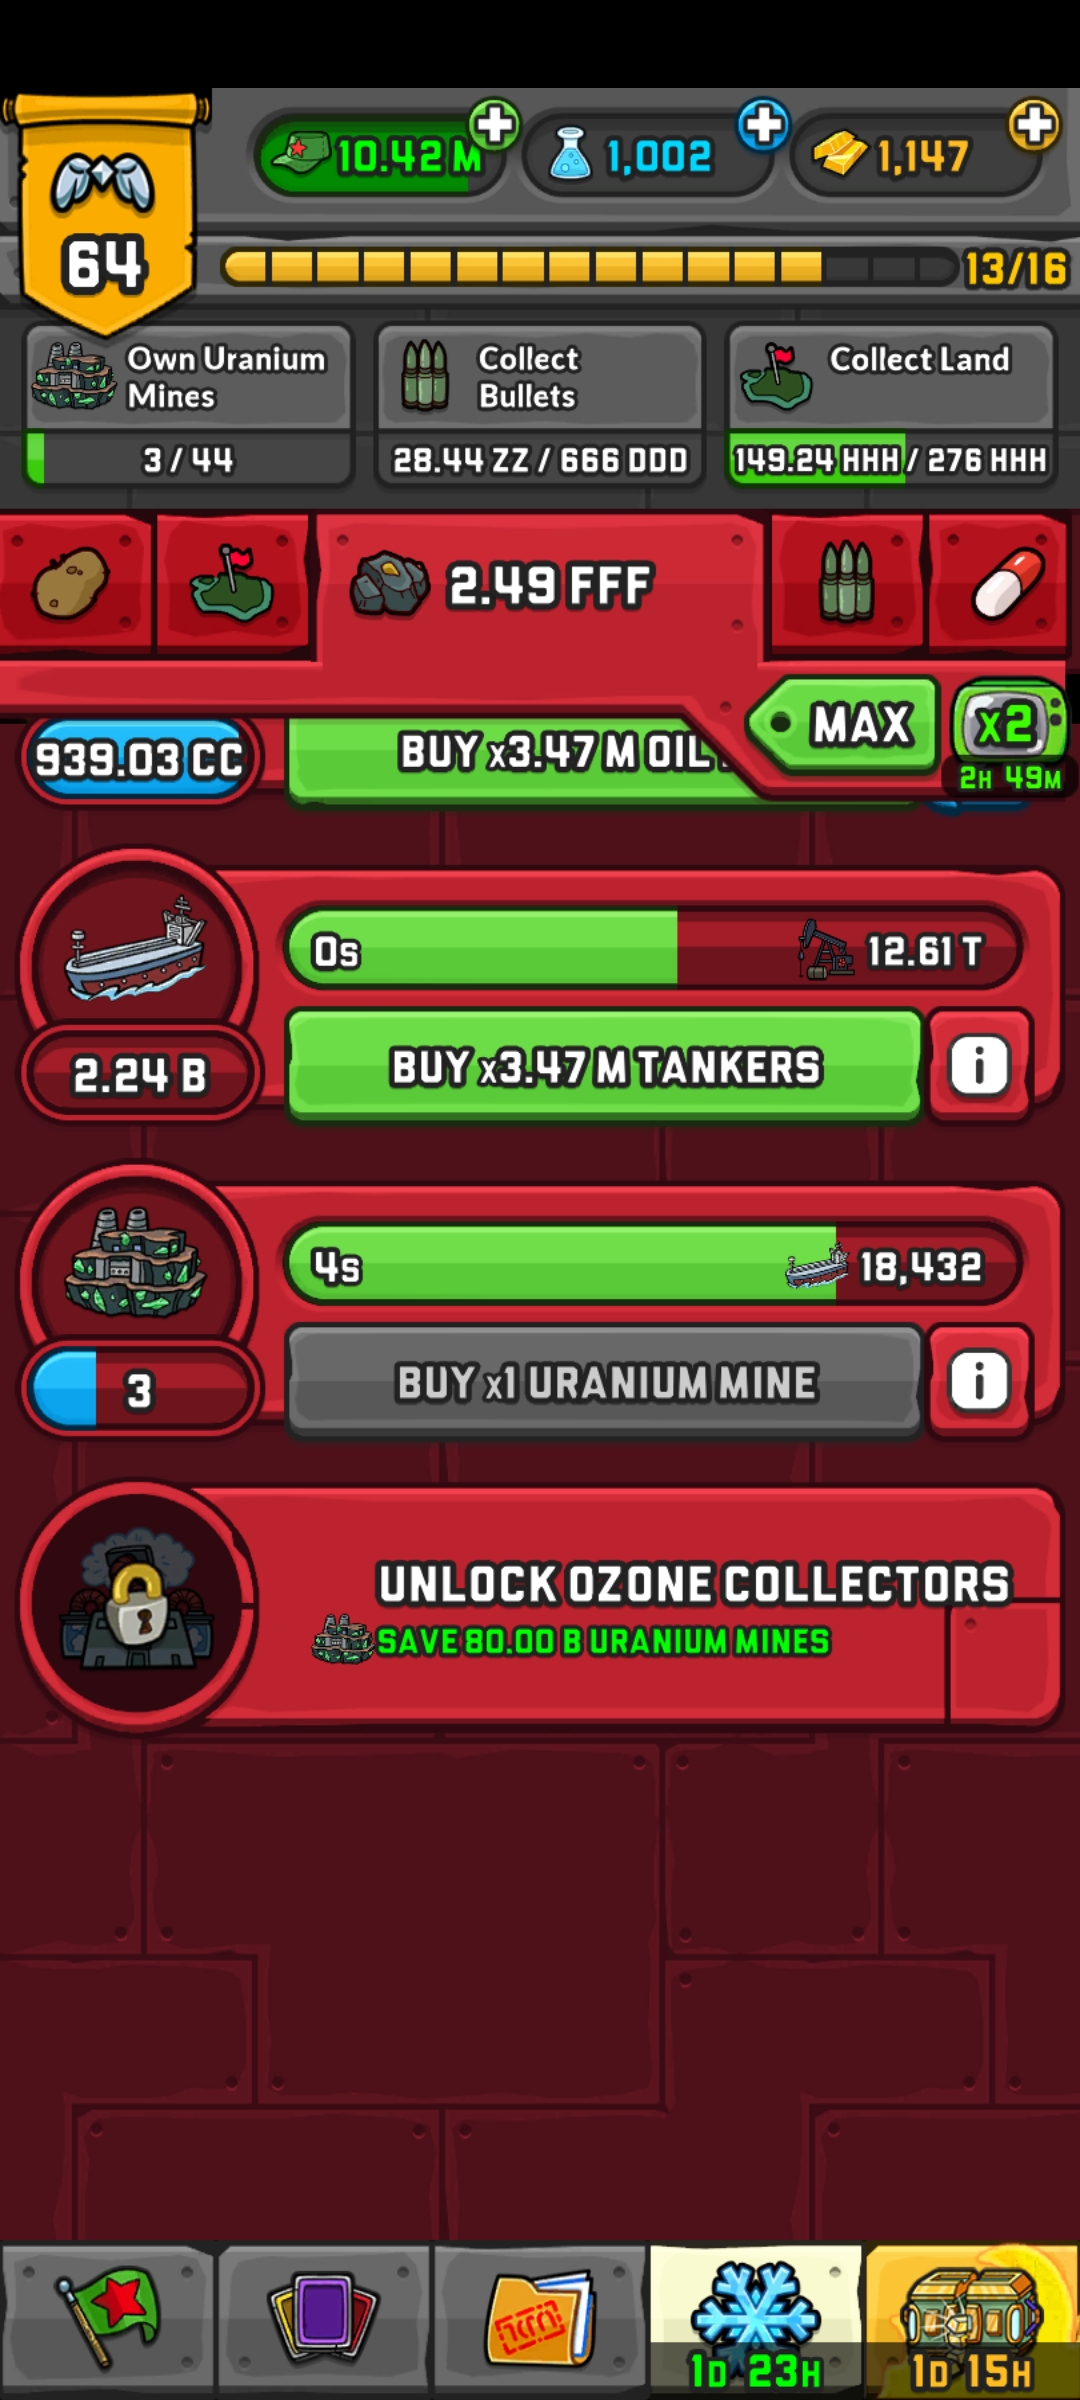 64
10.42 M
1,002
1,147
13/16
Own Uranium
Mines
3 / 44
Collect
Bullets
28.44 ZZ / 666 DDD
Collect Land
149.24 HHH / 276 HHH
2.49 FFF
MAX
x2
2H 49M
939.03 CC
BUY x3.47 M OIL
0s
12.61 T
2.24 B
BUY x3.47 M TANKERS
i
4s
18,432
3
BUY x1 URANIUM MINE
i
UNLOCK OZONE COLLECTORS
SAVE 80.00 B URANIUM MINES
1D 23H
1D 15H